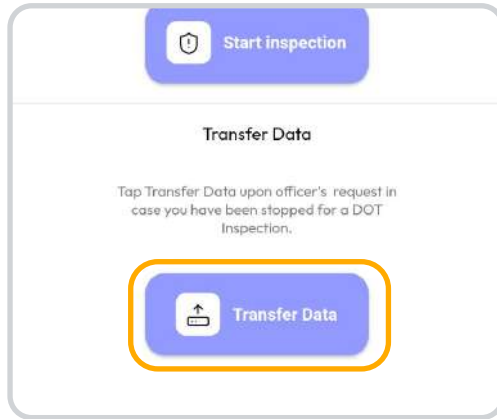 Start inspection
Transfer Data
Tap Transfer Data upon officer's request in
case you have been stopped for a DOT
Inspection.
Transfer Data